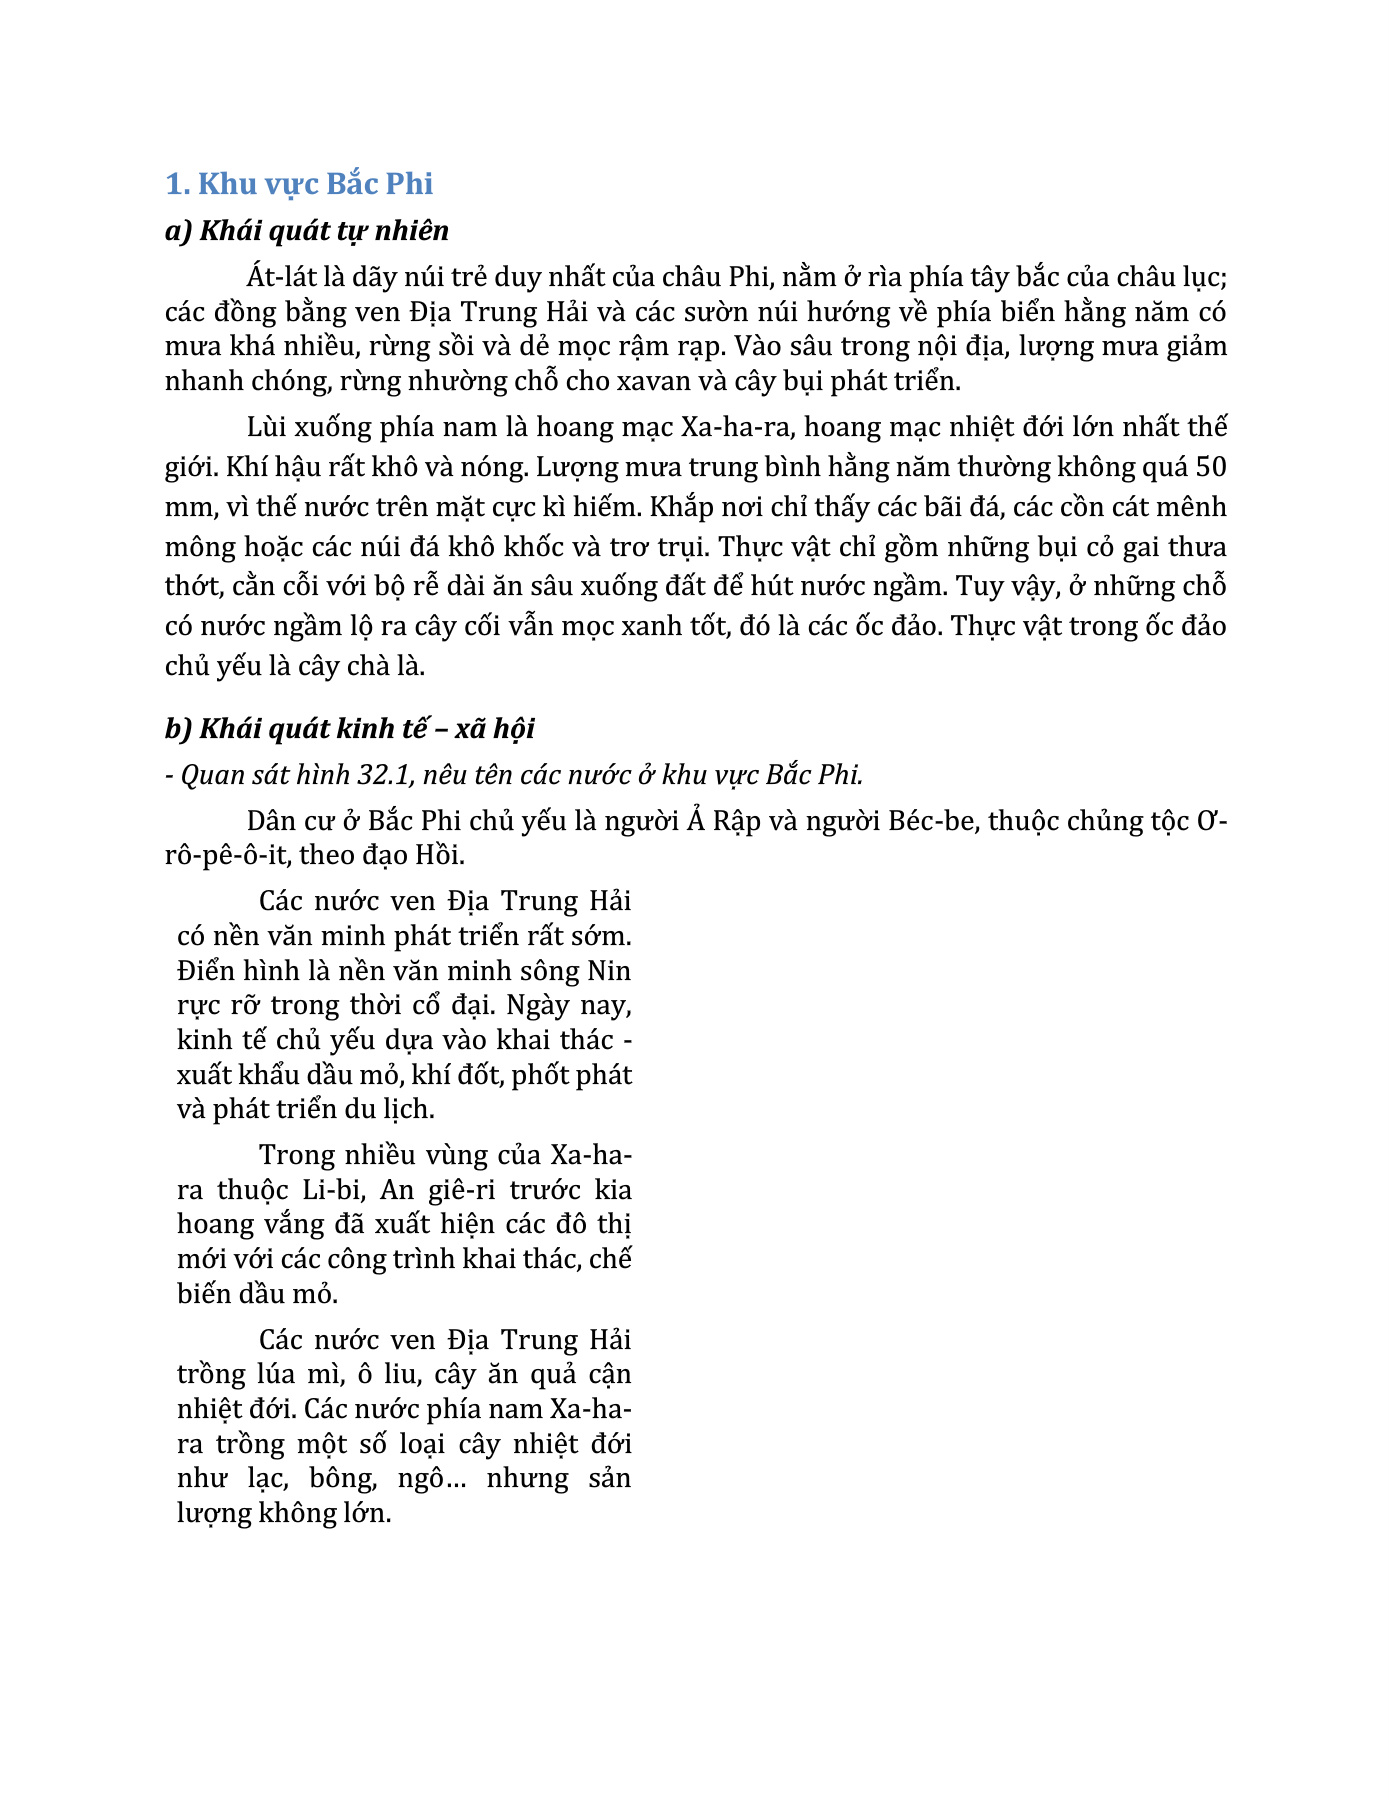 1. Khu vực Bắc Phi
a) Khái quát tự nhiên
Át-lát là dãy núi trẻ duy nhất của châu Phi, nằm ở rìa phía tây bắc của châu lục;
các đồng bằng ven Địa Trung Hải và các sườn núi hướng về phía biển hằng năm có
mưa khá nhiều, rừng sồi và dẻ mọc rậm rạp. Vào sâu trong nội địa, lượng mưa giảm
nhanh chóng, rừng nhường chỗ cho xavan và cây bụi phát triển.
Lùi xuống phía nam là hoang mạc Xa-ha-ra, hoang mạc nhiệt đới lớn nhất thế
giới. Khí hậu rất khô và nóng. Lượng mưa trung bình hằng năm thường không quá 50
mm, vì thế nước trên mặt cực kì hiếm. Khắp nơi chỉ thấy các bãi đá, các cồn cát mênh
mông hoặc các núi đá khô khốc và trơ trụi. Thực vật chỉ gồm những bụi cỏ gai thưa
thớt, cằn cỗi với bộ rễ dài ăn sâu xuống đất để hút nước ngầm. Tuy vậy, ở những chỗ
có nước ngầm lộ ra cây cối vẫn mọc xanh tốt, đó là các ốc đảo. Thực vật trong ốc đảo
chủ yếu là cây chà là.
b) Khái quát kinh tế – xã hội
- Quan sát hình 32.1, nêu tên các nước ở khu vực Bắc Phi.
Dân cư ở Bắc Phi chủ yếu là người Ả Rập và người Béc-be, thuộc chủng tộc Ơ-
rô-pê-ô-it, theo đạo Hồi.
Các nước ven Địa Trung Hải
có nền văn minh phát triển rất sớm.
Điển hình là nền văn minh sông Nin
rực rỡ trong thời cổ đại. Ngày nay,
kinh tế chủ yếu dựa vào khai thác -
xuất khẩu dầu mỏ, khí đốt, phốt phát
và phát triển du lịch.
Trong nhiều vùng của Xa-ha-
ra thuộc Li-bi, An giê-ri trước kia
hoang vắng đã xuất hiện các đô thị
mới với các công trình khai thác, chế
biến dầu mỏ.
Các nước ven Địa Trung Hải
trồng lúa mì, ô liu, cây ăn quả cận
nhiệt đới. Các nước phía nam Xa-ha-
ra trồng một số loại cây nhiệt đới
như lạc, bông, ngô… nhưng sản
lượng không lớn.